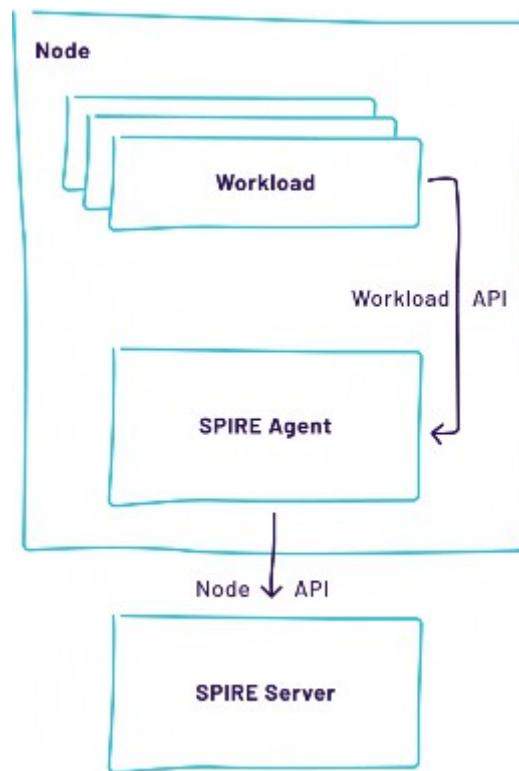 Node
Workload
Workload API
SPIRE Agent
Node API
SPIRE Server